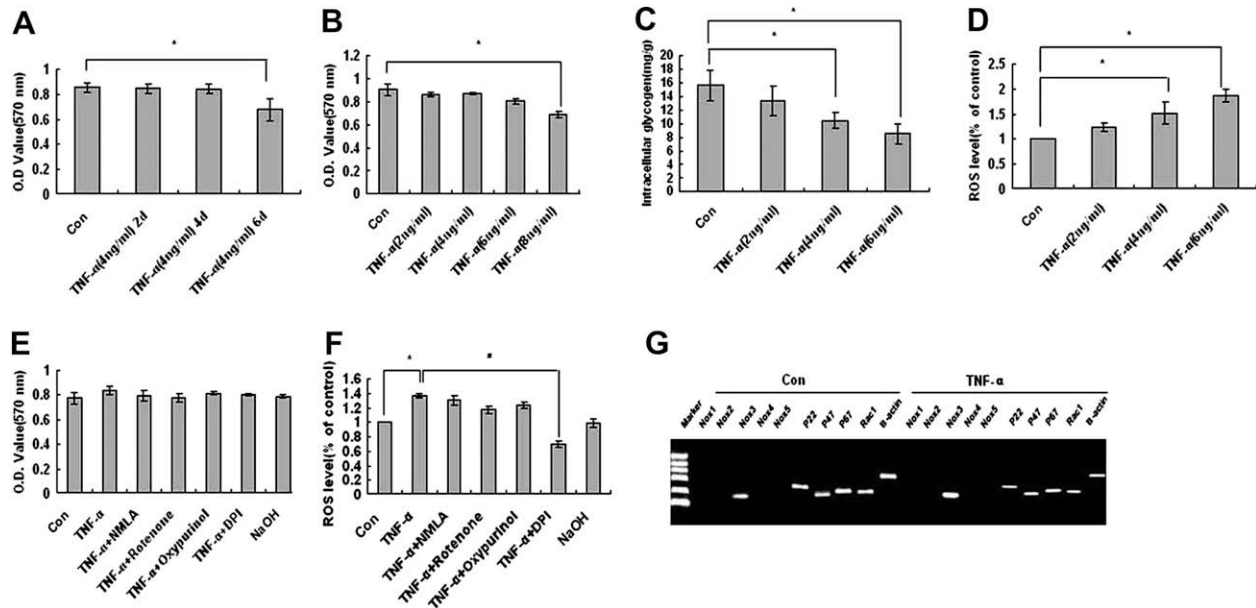 A
*
O.D. Value(570 nm)
1
0.8
0.6
0.4
0.2
0
Con
TNF-α(4ng/ml) 2d
TNF-α(4ng/ml) 4d
TNF-α(4ng/ml) 6d
B
*
O.D. Value(570 nm)
1.2
1
0.8
0.6
0.4
0.2
0
Con
TNF-α(2ng/ml)
TNF-α(4ng/ml)
TNF-α(6ng/ml)
TNF-α(8ng/ml)
C
*
*
Intracellular glycogen(mg/g)
20
18
16
14
12
10
8
6
4
2
0
Con
TNF-α(2ng/ml)
TNF-α(4ng/ml)
TNF-α(6ng/ml)
D
*
*
ROS level(% of control)
2.5
2
1.5
1
0.5
0
Con
TNF-α(2ng/ml)
TNF-α(4ng/ml)
TNF-α(6ng/ml)
E
O.D. Value(570 nm)
1
0.8
0.6
0.4
0.2
0
Con
TNF-α
TNF-α+NMLA
TNF-α+Rotenone
TNF-α+Oxypurinol
TNF-α+DPI
NaOH
F
*
#
ROS level(% of control)
1.6
1.4
1.2
1
0.8
0.6
0.4
0.2
0
Con
TNF-α
TNF-α+NMLA
TNF-α+Rotenone
TNF-α+Oxypurinol
TNF-α+DPI
NaOH
G
Con
TNF-α
Marker
Nox1
Nox2
Nox3
Nox4
Nox5
P22
P47
P67
Rac1
B-actin
Nox1
Nox2
Nox3
Nox4
Nox5
P22
P47
P67
Rac1
B-actin